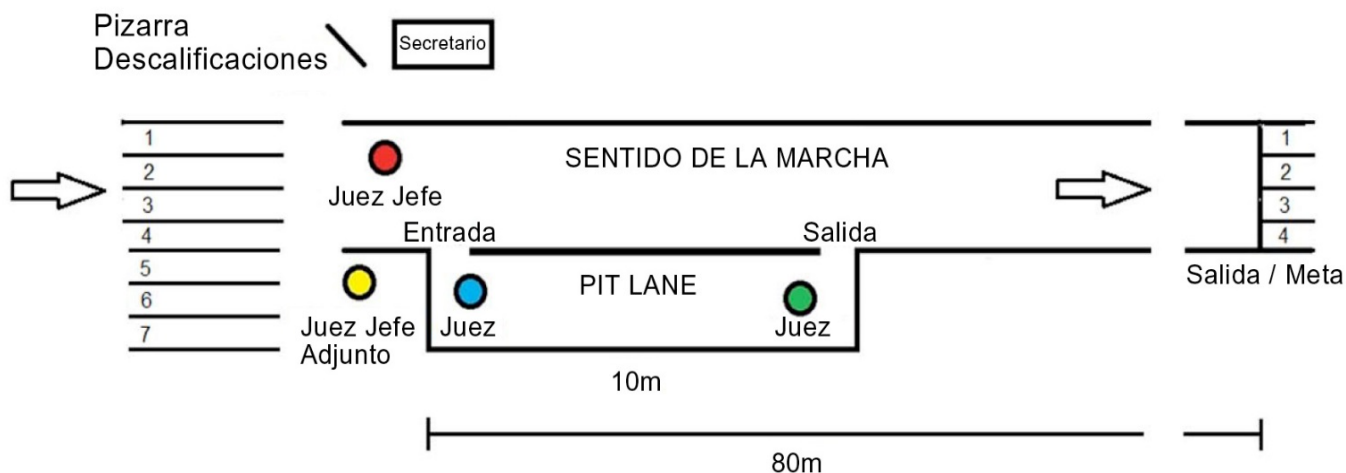 Pizarra
Descalificaciones
Secretario
1
2
3
4
5
6
7
SENTIDO DE LA MARCHA
Juez Jefe
Entrada
Salida
1
2
3
4
Salida / Meta
PIT LANE
Juez Jefe
Adjunto
Juez
Juez
10m
80m